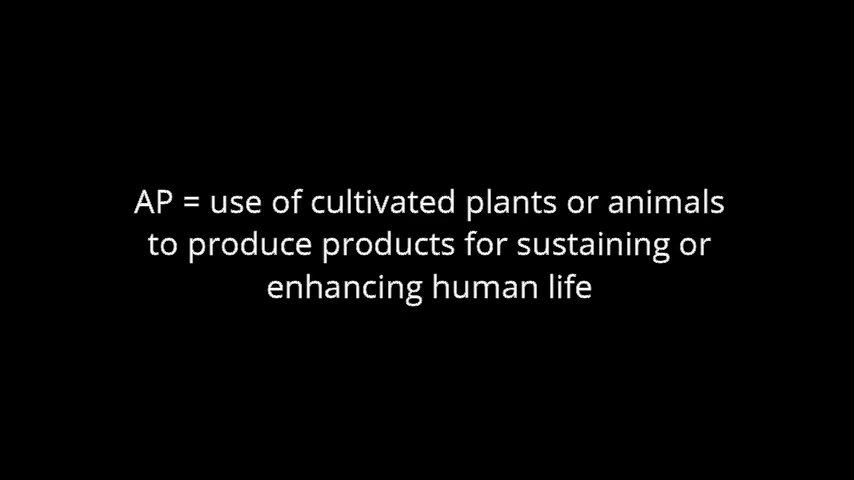 AP = use of cultivated plants or animals
to produce products for sustaining or
enhancing human life